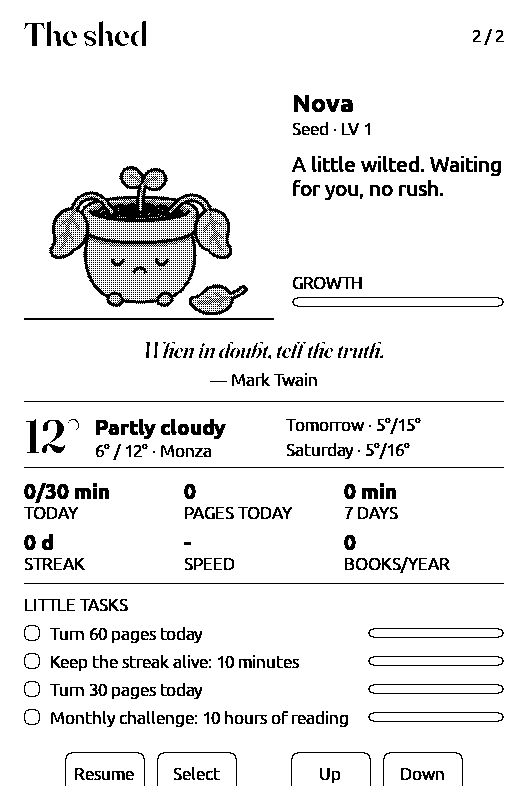 The shed
2 / 2
Nova
Seed · LV 1
A little wilted. Waiting
for you, no rush.
GROWTH
When in doubt, tell the truth.
— Mark Twain
12°
Partly cloudy
6° / 12° · Monza
Tomorrow · 5°/15°
Saturday · 5°/16°
0/30 min
TODAY
0
PAGES TODAY
0 min
7 DAYS
0 d
STREAK
-
SPEED
0
BOOKS/YEAR
LITTLE TASKS
Turn 60 pages today
Keep the streak alive: 10 minutes
Turn 30 pages today
Monthly challenge: 10 hours of reading
Resume
Select
Up
Down